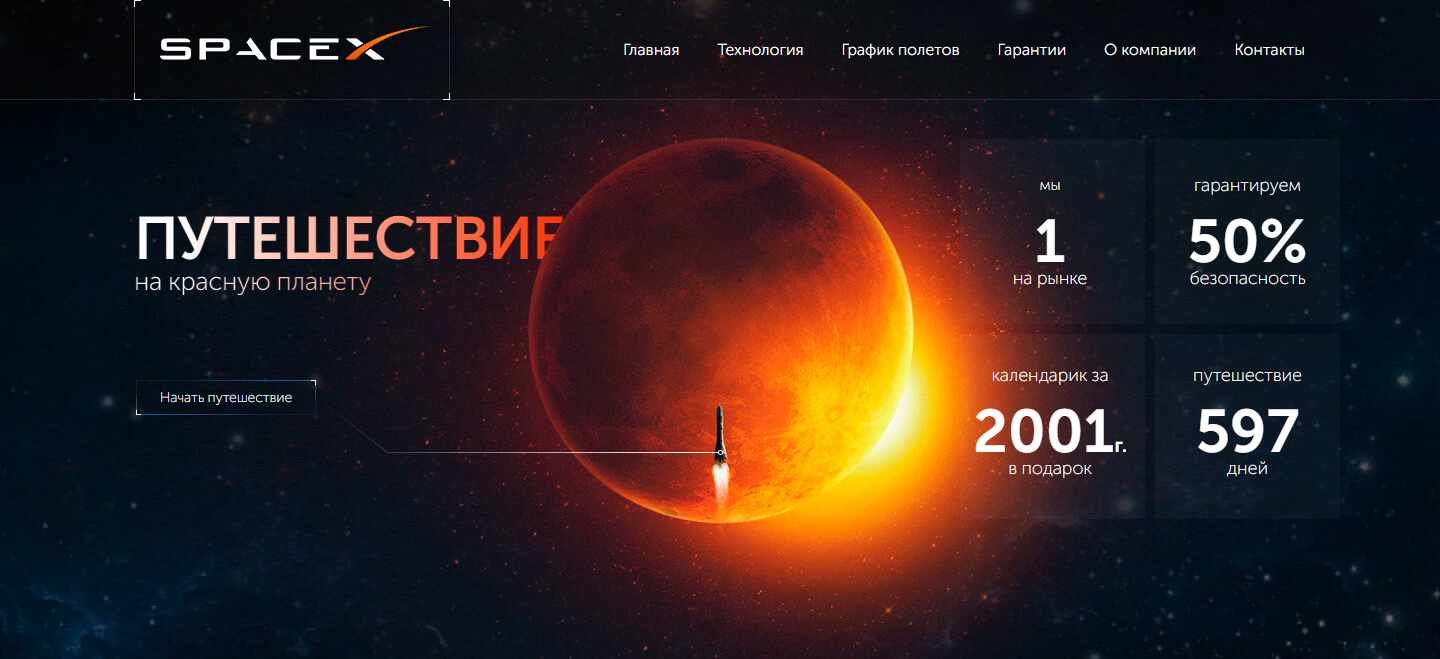 SPACEX
Главная Технология График полетов Гарантии О компании Контакты
ПУТЕШЕСТВИЕ
на красную планету
Начать путешествие
мы
1
на рынке
гарантируем
50%
безопасность
календарик за
2001г.
в подарок
путешествие
597
дней